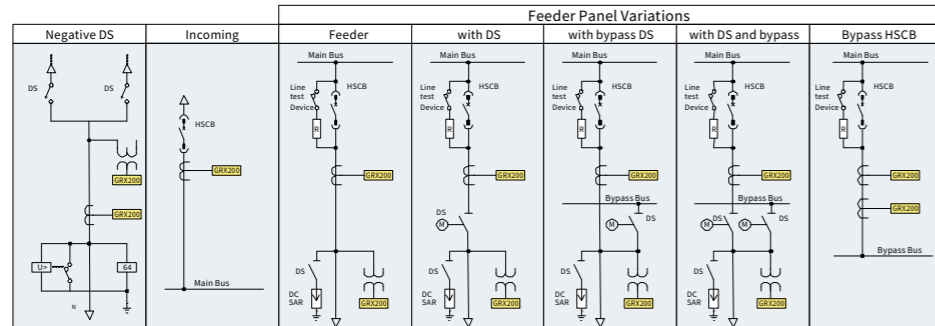 Feeder Panel Variations
Negative DS
Incoming
Feeder
with DS
with bypass DS
with DS and bypass
Bypass HSCB
DS
DS
GRX200
GRX200
U>
64
N
HSCB
GRX200
Main Bus
Main Bus
Line
test
Device
HSCB
R
GRX200
DS
DC
SAR
GRX200
Main Bus
Line
test
Device
HSCB
R
GRX200
DS
M
DS
DC
SAR
GRX200
Main Bus
Line
test
Device
HSCB
R
GRX200
Bypass Bus
DS
M
DS
DC
SAR
GRX200
Main Bus
Line
test
Device
HSCB
R
GRX200
Bypass Bus
DS
DS
M
M
DS
DC
SAR
GRX200
Main Bus
Line
test
Device
HSCB
R
GRX200
GRX200
Bypass Bus